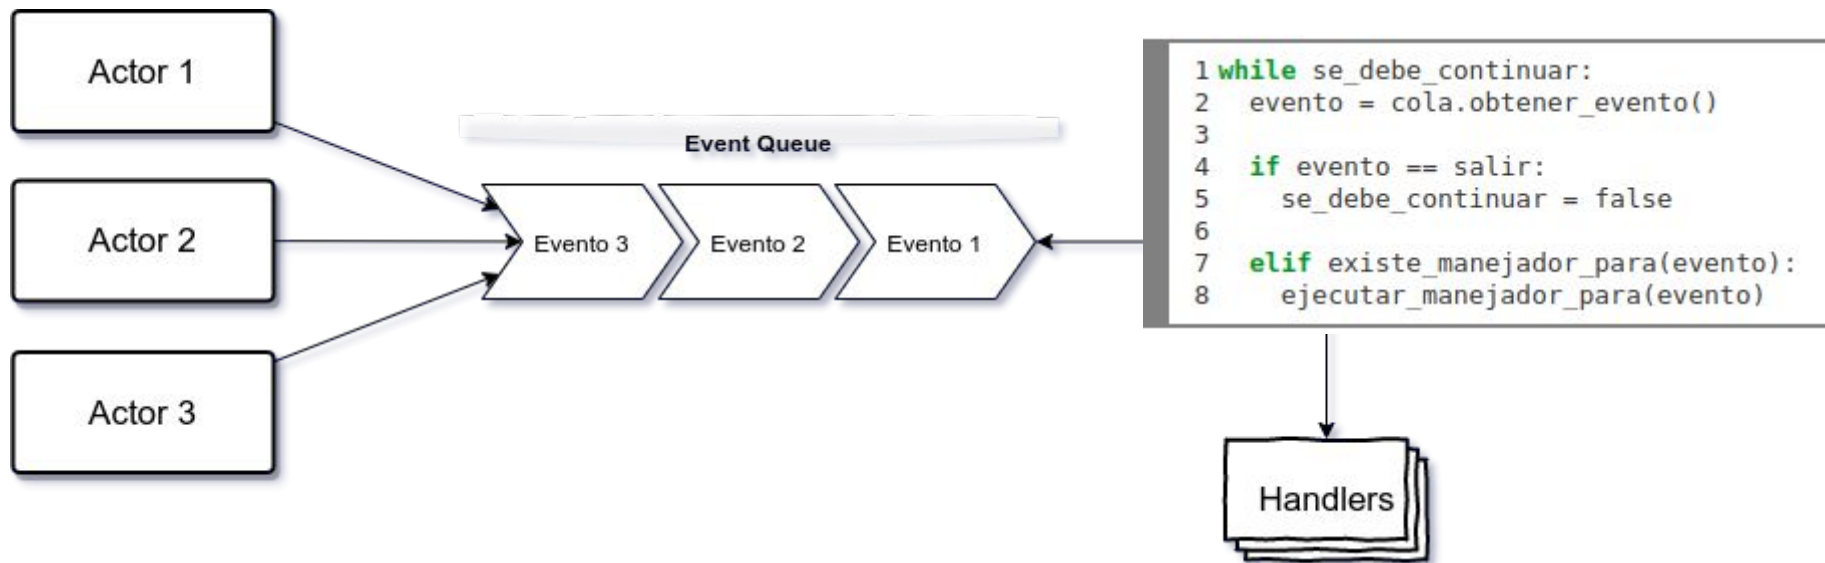 Actor 1
Actor 2
Actor 3
Event Queue
Evento 3 Evento 2 Evento 1
1 while se_debe_continuar:
2   evento = cola.obtener_evento()
3
4   if evento == salir:
5     se_debe_continuar = false
6
7   elif existe_manejador_para(evento):
8     ejecutar_manejador_para(evento)
Handlers